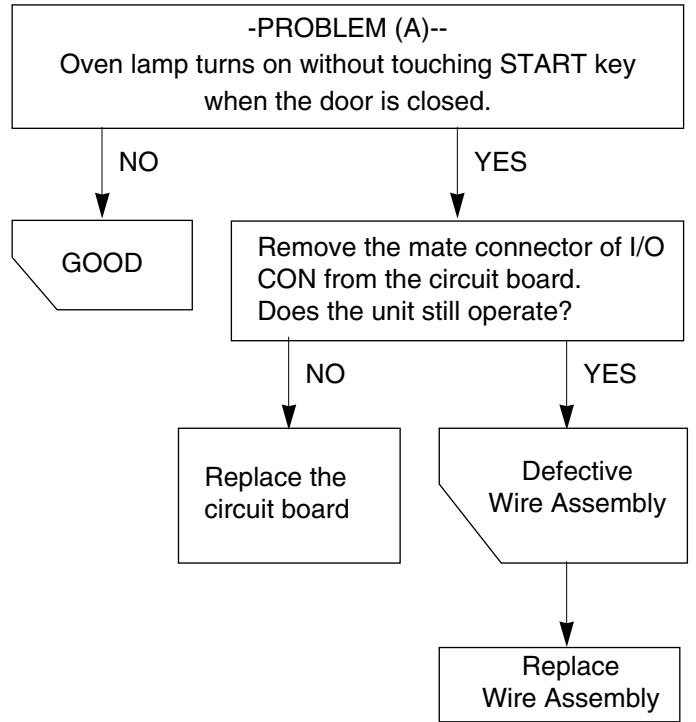 -PROBLEM (A)--
Oven lamp turns on without touching START key
when the door is closed.
NO
YES
GOOD
Remove the mate connector of I/O
CON from the circuit board.
Does the unit still operate?
NO
YES
Replace the
circuit board
Defective
Wire Assembly
Replace
Wire Assembly